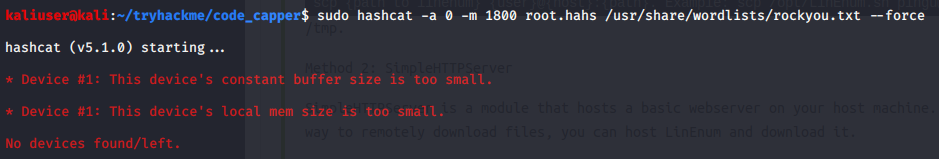 kaliuser@kali:~/tryhackme/code_capper$ sudo hashcat -a 0 -m 1800 root.hahs /usr/share/wordlists/rockyou.txt --force
/tmp.
hashcat (v5.1.0) starting...
Method 2: SimpleHTTPServer
* Device #1: This device's constant buffer size is too small.
* Device #1: This device's local mem size is too small.
is a module that hosts a basic webserver on your host machine.
way to remotely download files, you can host LinEnum and download it.
No devices found/left.